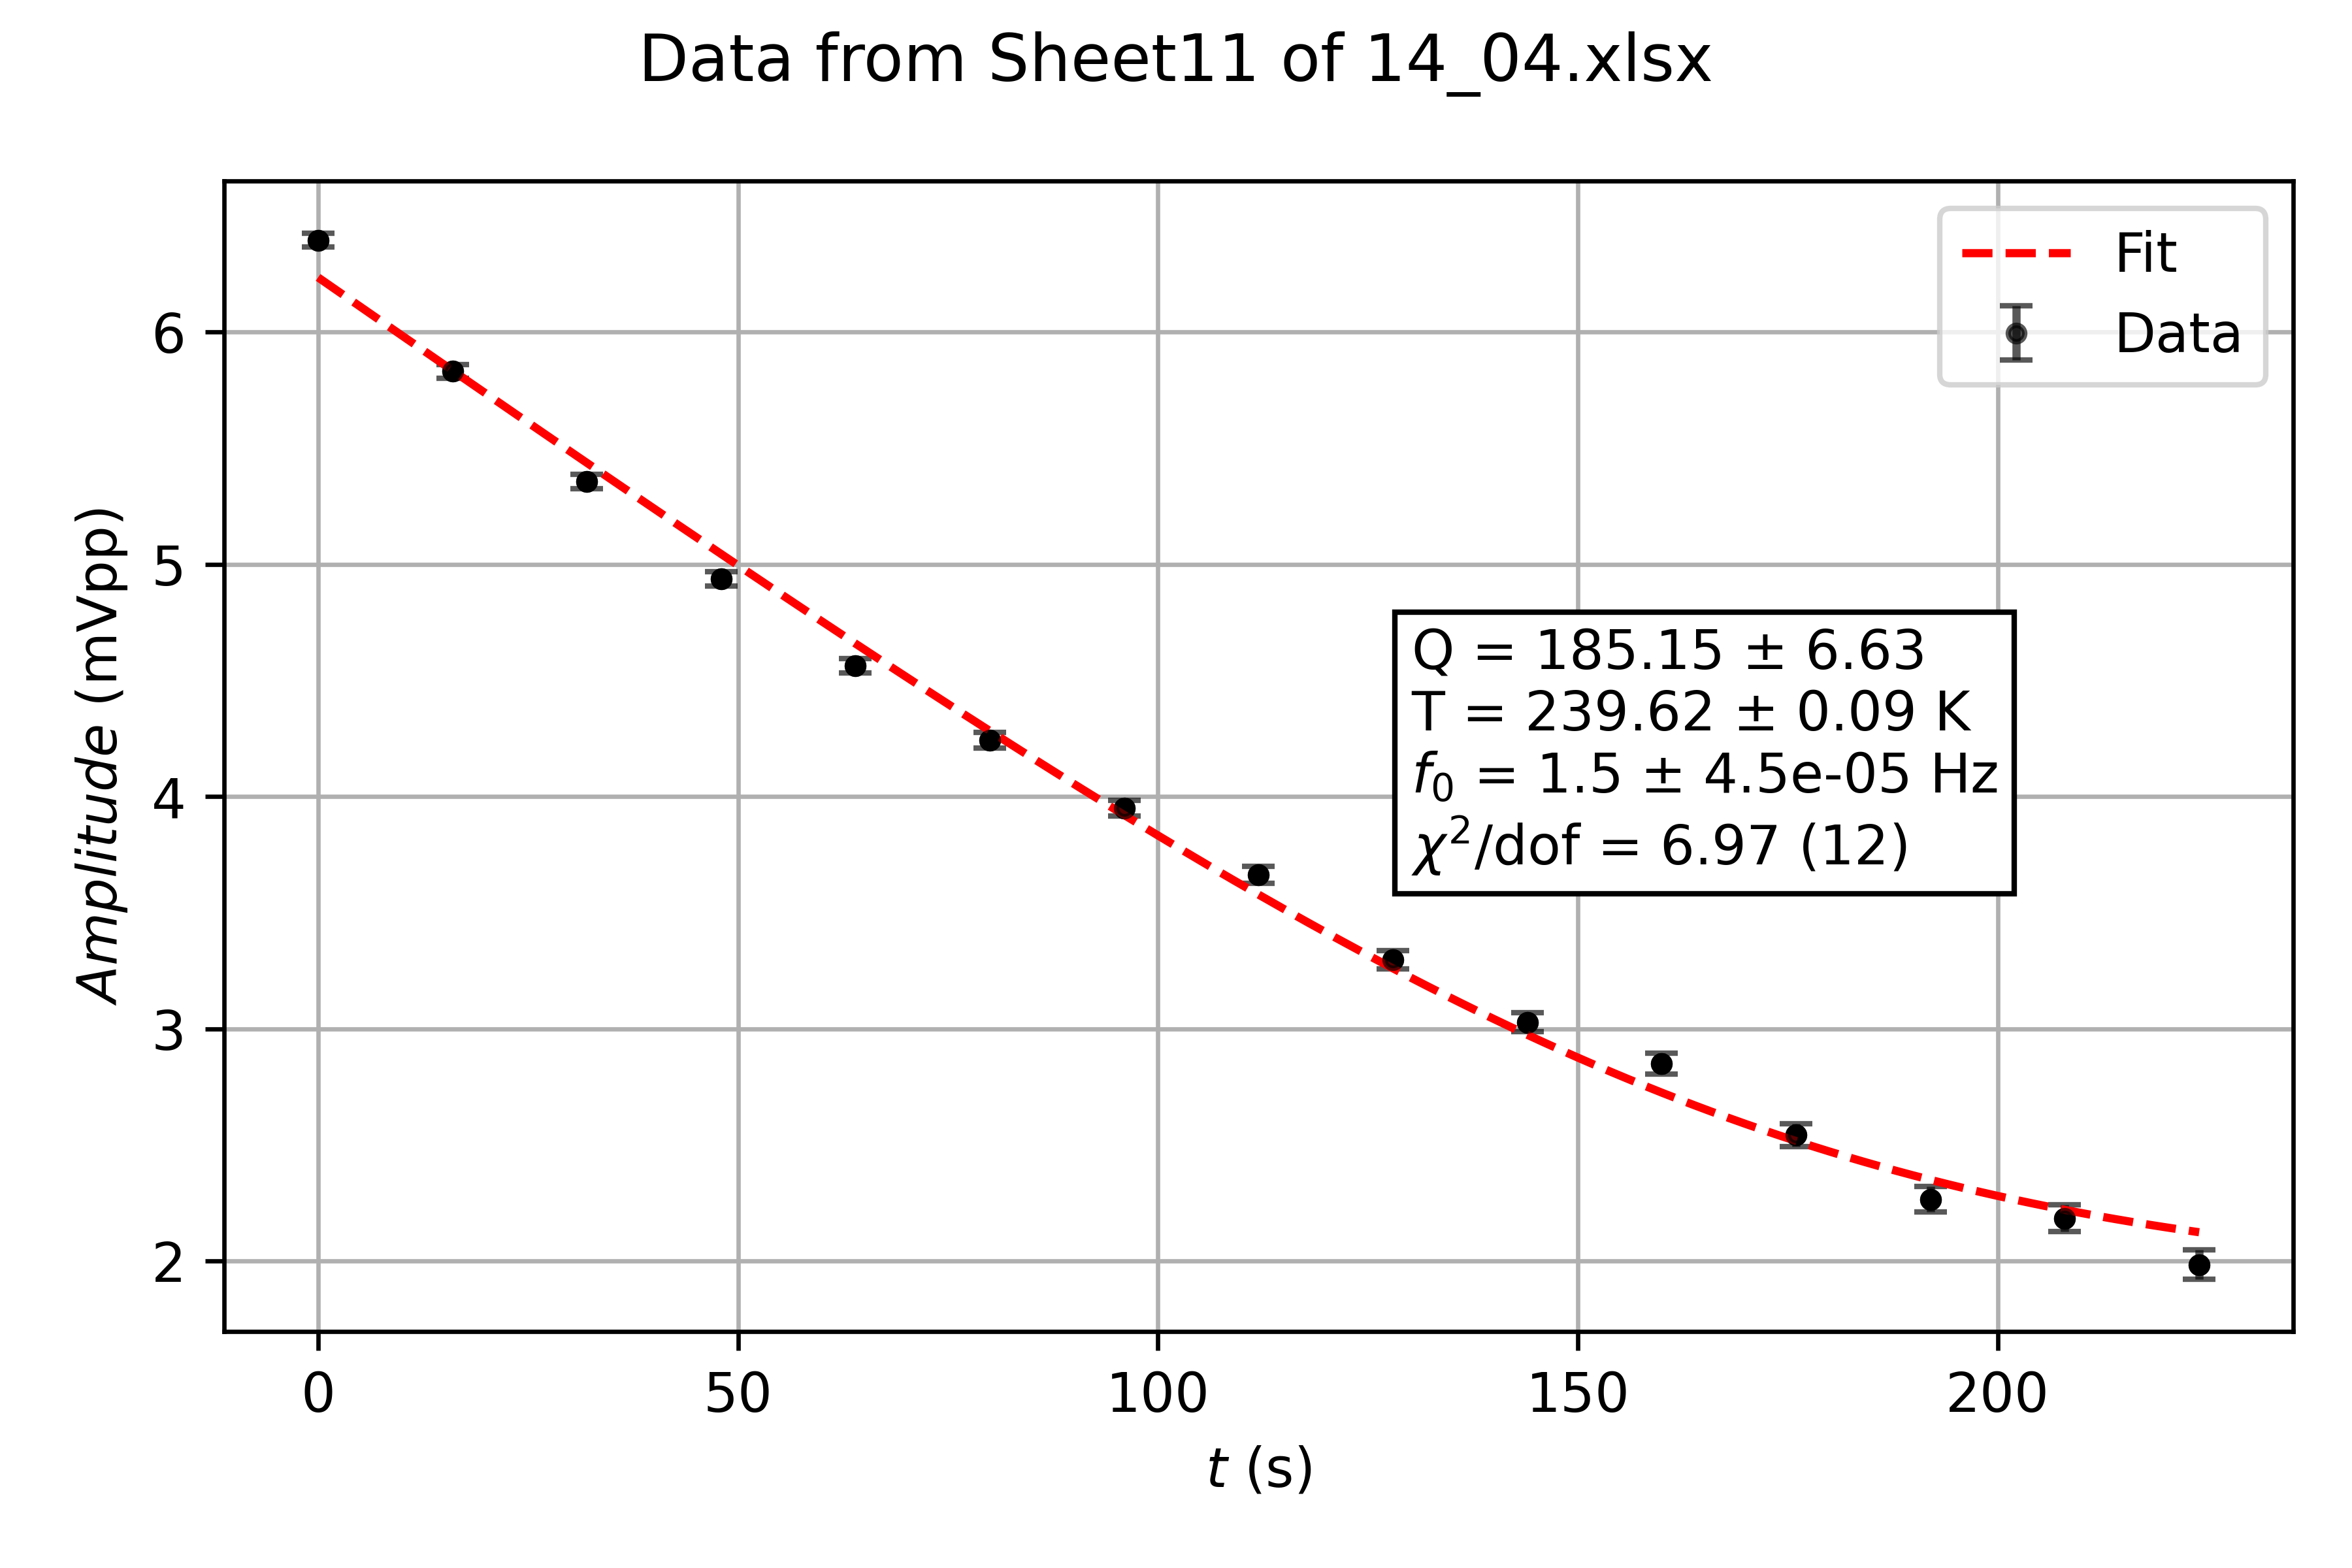 Data from Sheet11 of 14_04.xlsx
Fit
Data
6
5
4
3
2
Amplitude (mVpp)
Q = 185.15 ± 6.63
T = 239.62 ± 0.09 K
f₀ = 1.5 ± 4.5e-05 Hz
χ²/dof = 6.97 (12)
0 50 100 150 200
t (s)